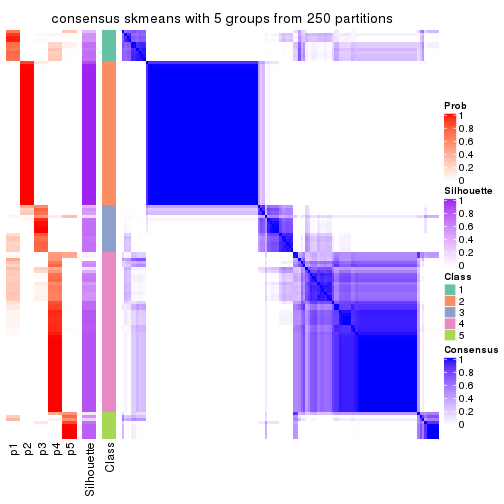 consensus skmeans with 5 groups from 250 partitions
Prob
1
0.8
0.6
0.4
0.2
0
Silhouette
1
0.8
0.6
0.4
0.2
0
Class
1
2
3
4
5
Consensus
1
0.8
0.6
0.4
0.2
0
p1
p2
p3
p4
p5
Silhouette
Class